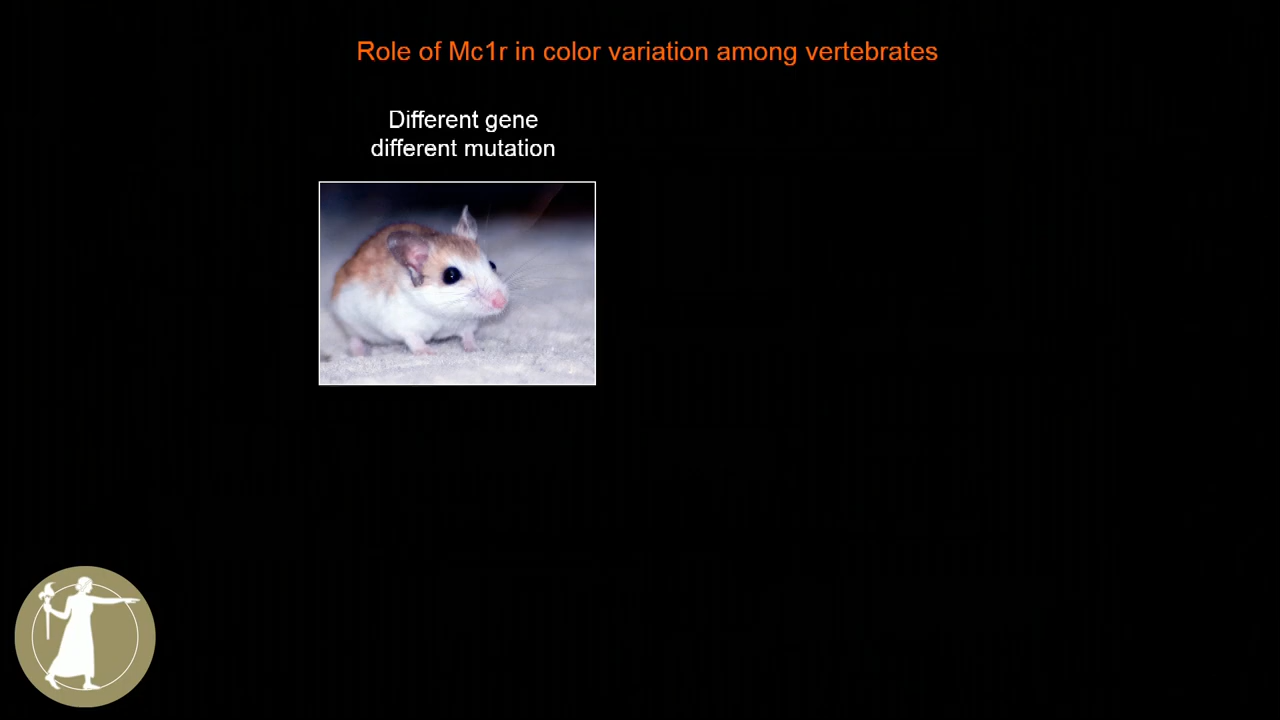 Role of Mc1r in color variation among vertebrates
Different gene
different mutation